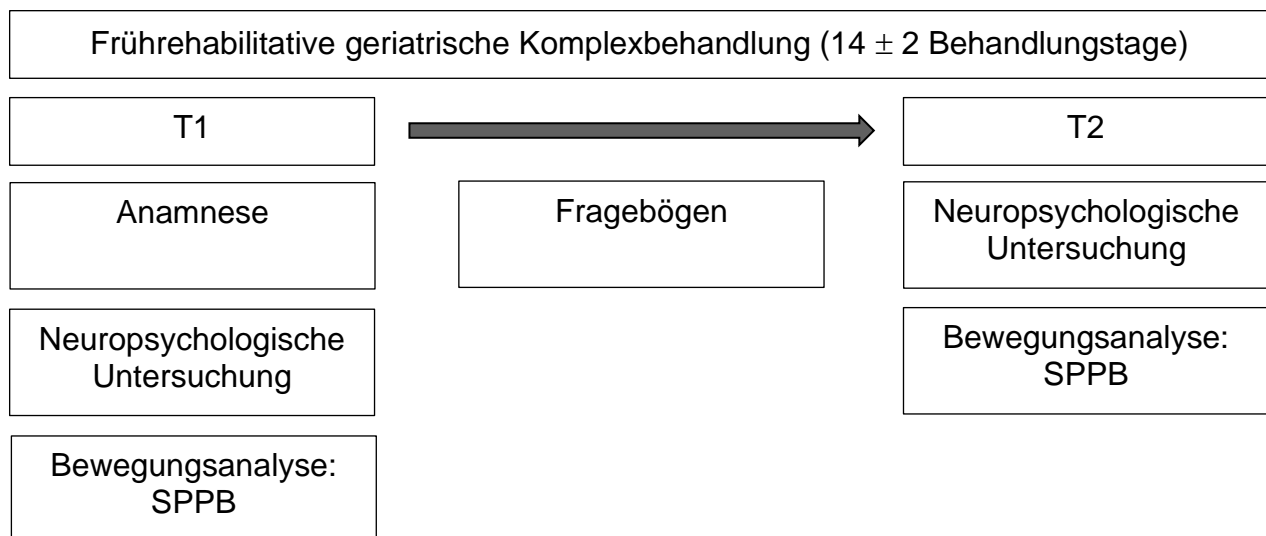 Frührehabilitative geriatrische Komplexbehandlung (14 ± 2 Behandlungstage)
T1
T2
Anamnese
Fragebögen
Neuropsychologische
Untersuchung
Neuropsychologische
Untersuchung
Bewegungsanalyse:
SPPB
Bewegungsanalyse:
SPPB